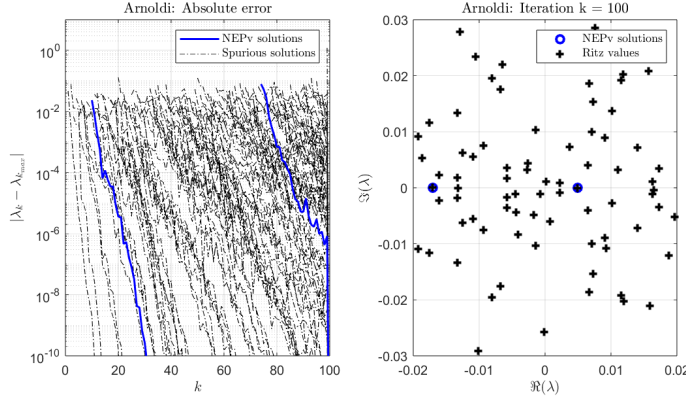 Arnoldi: Absolute error
10^0
10^-2
10^-4
10^-6
10^-8
10^-10
|λ_k − λ_{k_max}|
NEPv solutions
Spurious solutions
0 20 40 60 80 100
k
Arnoldi: Iteration k = 100
0.03
0.02
0.01
0
-0.01
-0.02
-0.03
ℑ(λ)
NEPv solutions
Ritz values
-0.02 -0.01 0 0.01 0.02
ℜ(λ)